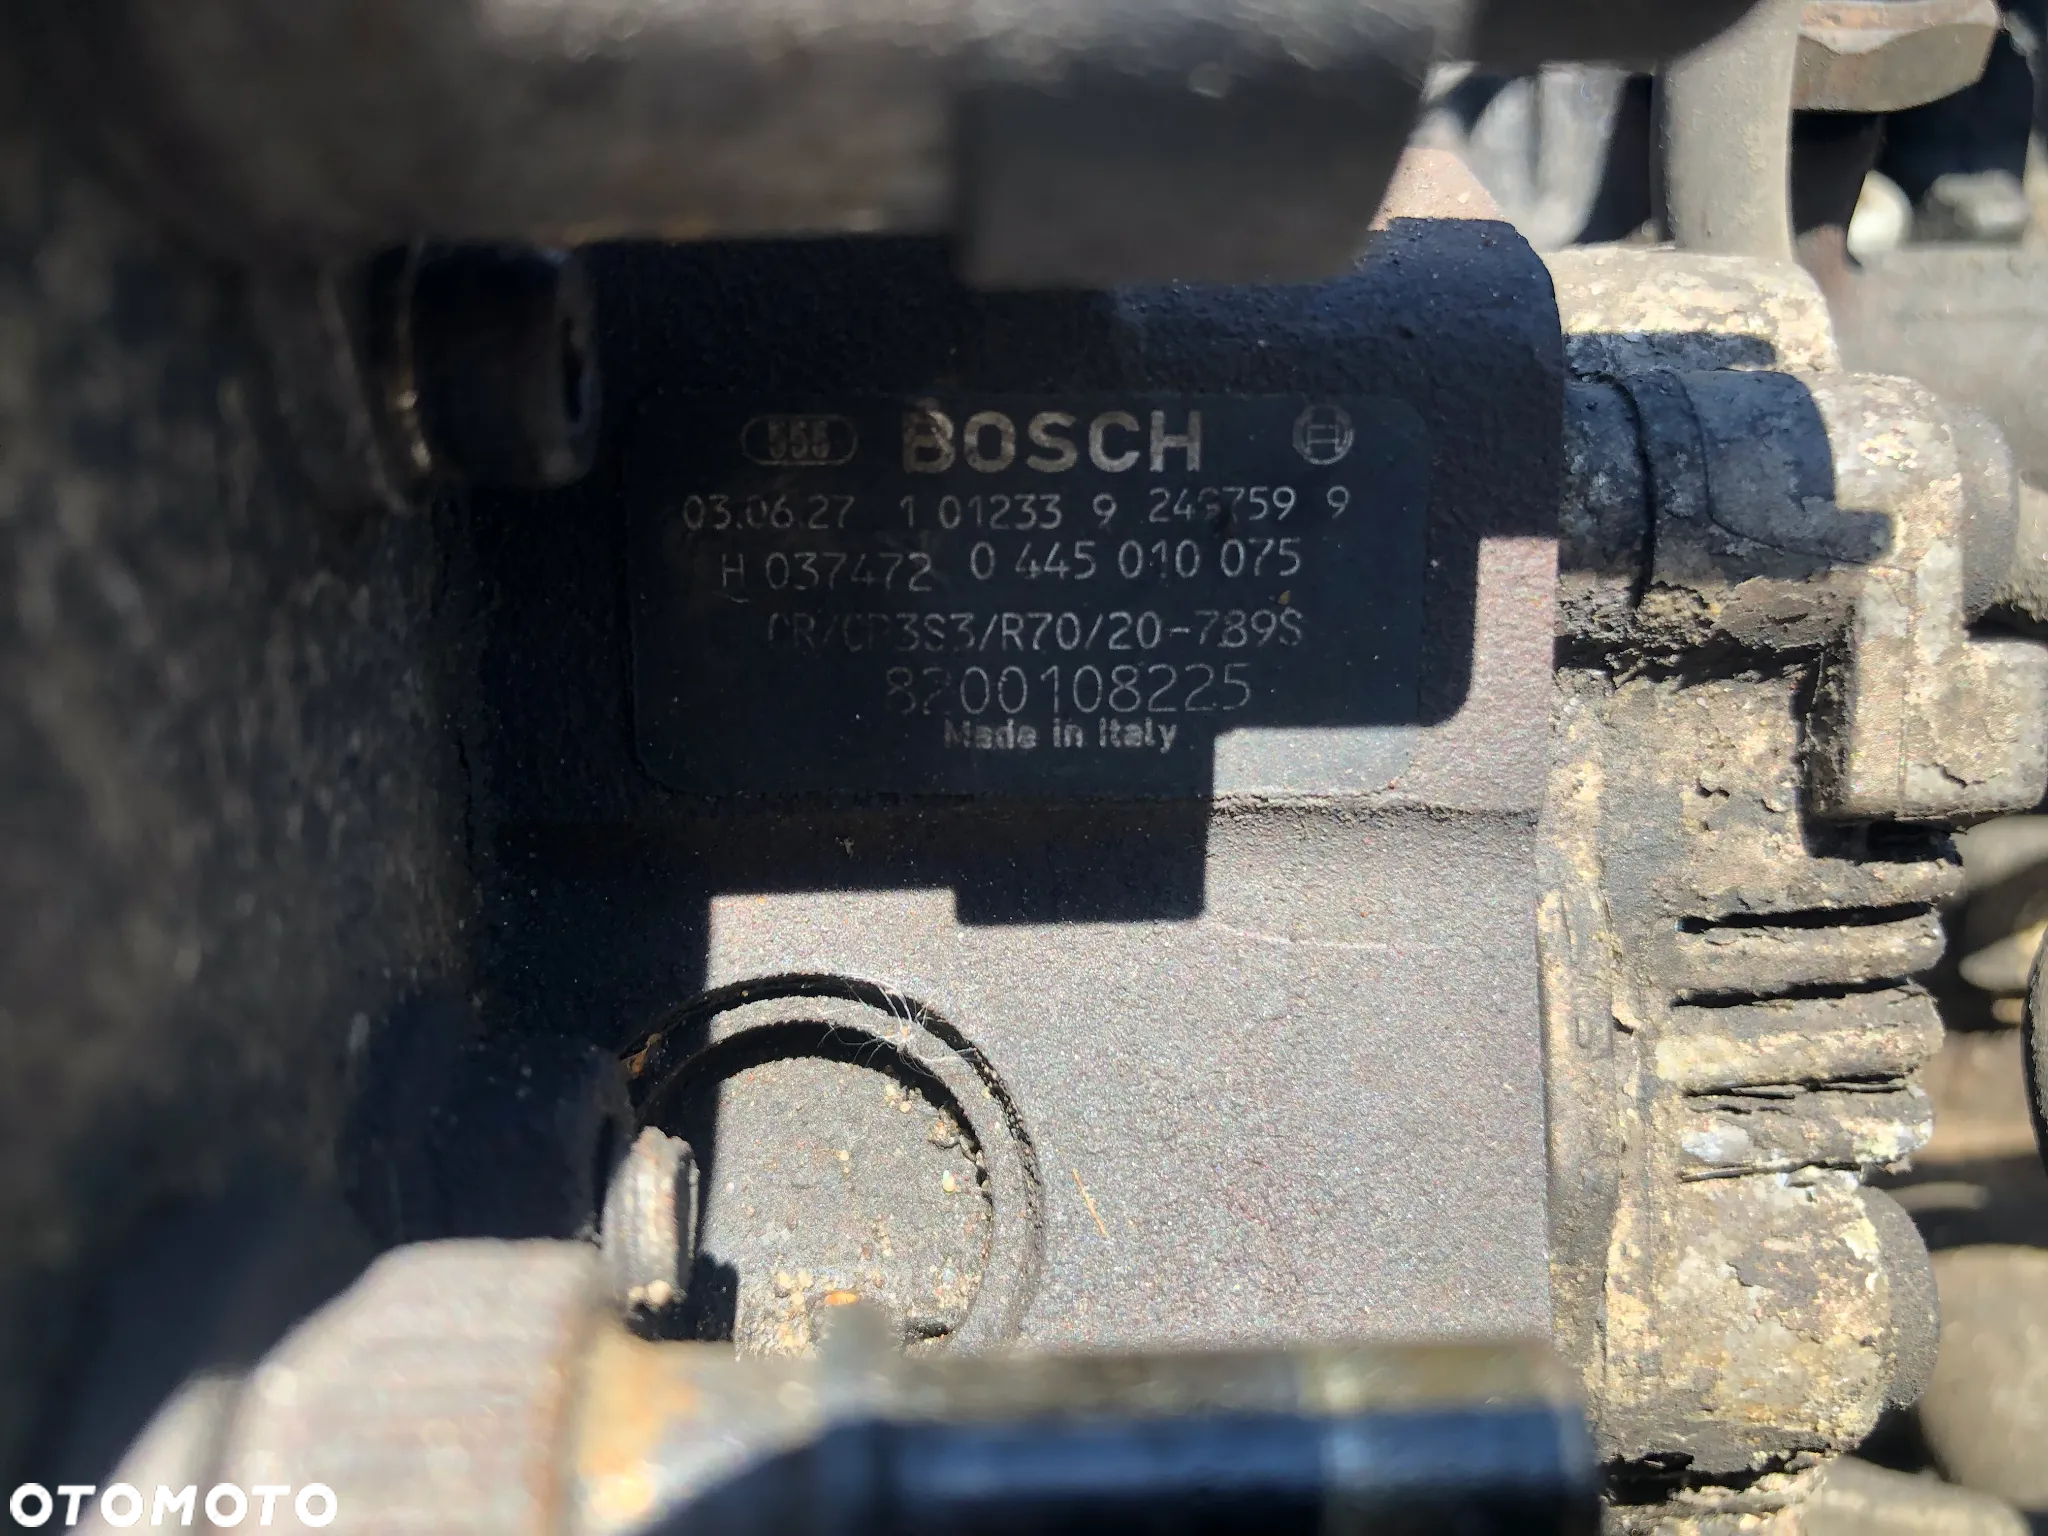 555 BOSCH
03.06.27 1 01233 9 9
H 037472 0 445 010 075
CR/CP3S3/R70/20-789S
8200108225
Made in Italy
OTOMOTO